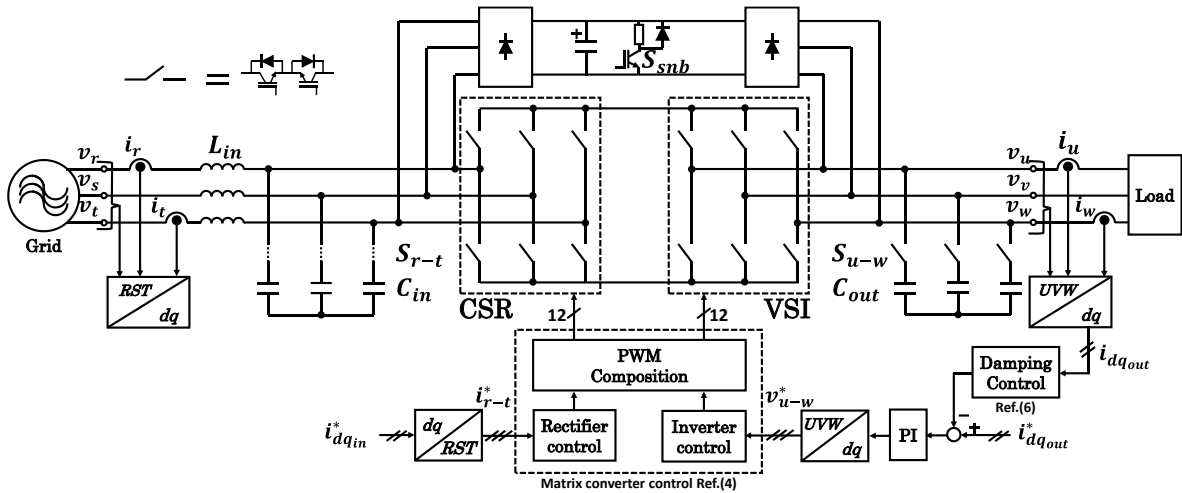 +
S_snb
=
v_r
i_r
L_in
v_s
v_t
i_t
Grid
RST
dq
S_r-t
C_in
CSR
VSI
S_u-w
C_out
v_u
i_u
v_v
v_w
i_w
Load
UVW
dq
i_dq_out
12
12
PWM
Composition
i*_r-t
v*_u-w
Rectifier
control
Inverter
control
i*_dq_in
dq
RST
UVW
dq
PI
Damping
Control
Ref.(6)
−
+
i*_dq_out
Matrix converter control Ref.(4)